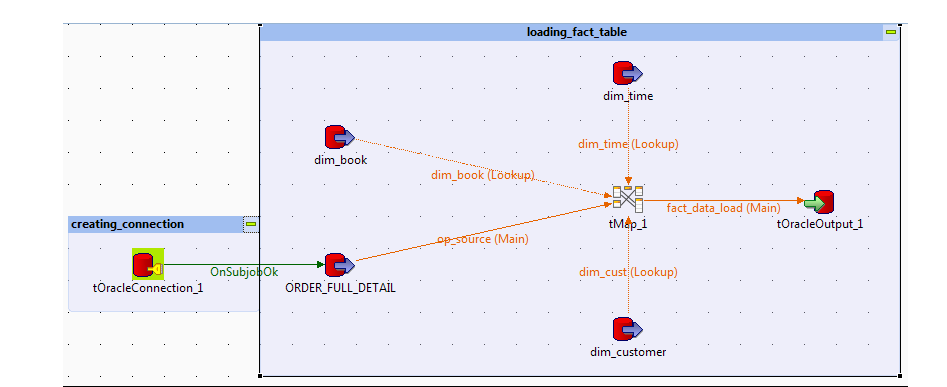 loading_fact_table
dim_time
dim_time (Lookup)
dim_book
dim_book (Lookup)
tMap_1
fact_data_load (Main)
tOracleOutput_1
creating_connection
tOracleConnection_1
OnSubjobOk
op_source (Main)
ORDER_FULL_DETAIL
dim_cust (Lookup)
dim_customer